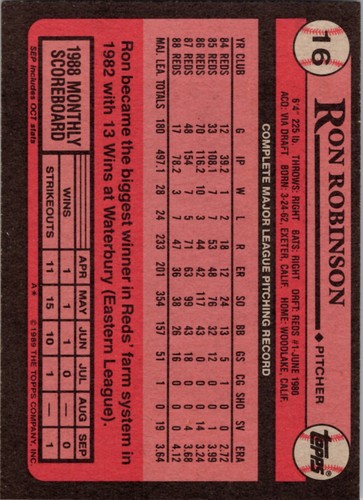 16
RON ROBINSON
PITCHER
topps
6'4" 225 lb. THROWS: RIGHT BATS: RIGHT DRFT: REDS #1-JUNE 1980
ACQ: VIA DRAFT BORN: 3-24-62, EXETER, CALIF. HOME: WOODLAKE, CALIF.
COMPLETE MAJOR LEAGUE PITCHING RECORD
YR CLUB G IP W L R ER SO BB GS CG SHO SV ERA
84 REDS 12 39.2 1 2 18 12 24 13 5 1 0 0 2.72
85 REDS 33 108.1 7 7 53 48 76 32 12 0 0 1 3.99
86 REDS 70 116.2 10 3 44 42 117 43 0 0 0 14 3.24
87 REDS 48 154 7 5 71 63 99 43 18 0 0 4 3.68
88 REDS 17 78.2 3 7 47 36 38 26 16 0 0 0 4.12
MAJ. LEA. TOTALS 180 497.1 28 24 233 201 354 157 51 1 0 19 3.64
Ron became the biggest winner in Reds' farm system in
1982 with 13 Wins at Waterbury (Eastern League).
1988 MONTHLY
SCOREBOARD
SEP includes OCT stats
APR MAY JUN JUL AUG SEP
WINS 1 1 1 0 — 0
STRIKEOUTS 11 15 10 1 — 1
A* ©1989 THE TOPPS COMPANY, INC.